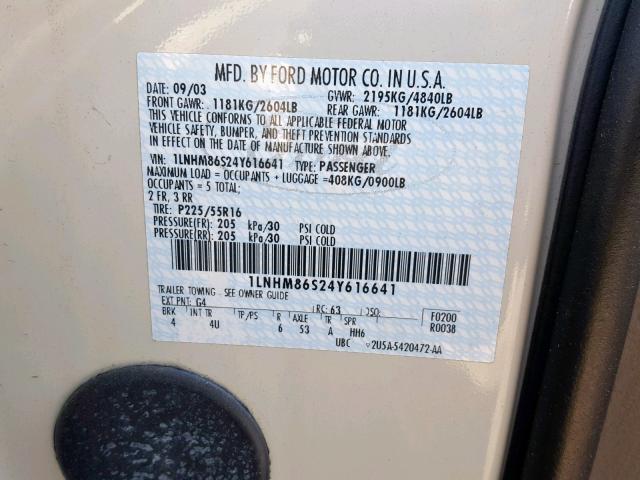 MFD. BY FORD MOTOR CO. IN U.S.A.
DATE: 09/03 GVWR: 2195KG/4840LB
FRONT GAWR: 1181KG/2604LB REAR GAWR: 1181KG/2604LB
THIS VEHICLE CONFORMS TO ALL APPLICABLE FEDERAL MOTOR
VEHICLE SAFETY, BUMPER, AND THEFT PREVENTION STANDARDS
IN EFFECT ON THE DATE OF MANUFACTURE SHOWN ABOVE.
VIN: 1LNHM86S24Y616641 TYPE: PASSENGER
MAXIMUM LOAD = OCCUPANTS + LUGGAGE =408KG/0900LB
OCCUPANTS = 5 TOTAL;
2 FR, 3 RR
TIRE: P225/55R16
PRESSURE(FR): 205 kPa/30 PSI COLD
PRESSURE(RR): 205 kPa/30 PSI COLD
1LNHM86S24Y616641
TRAILER TOWING - SEE OWNER GUIDE
EXT PNT: G4 RC: 63 DSO: F0200
BRK INT TR TP/PS R AXLE TR SPR R0038
4 4U 6 53 A HH6
UBC 2U5A-5420472-AA